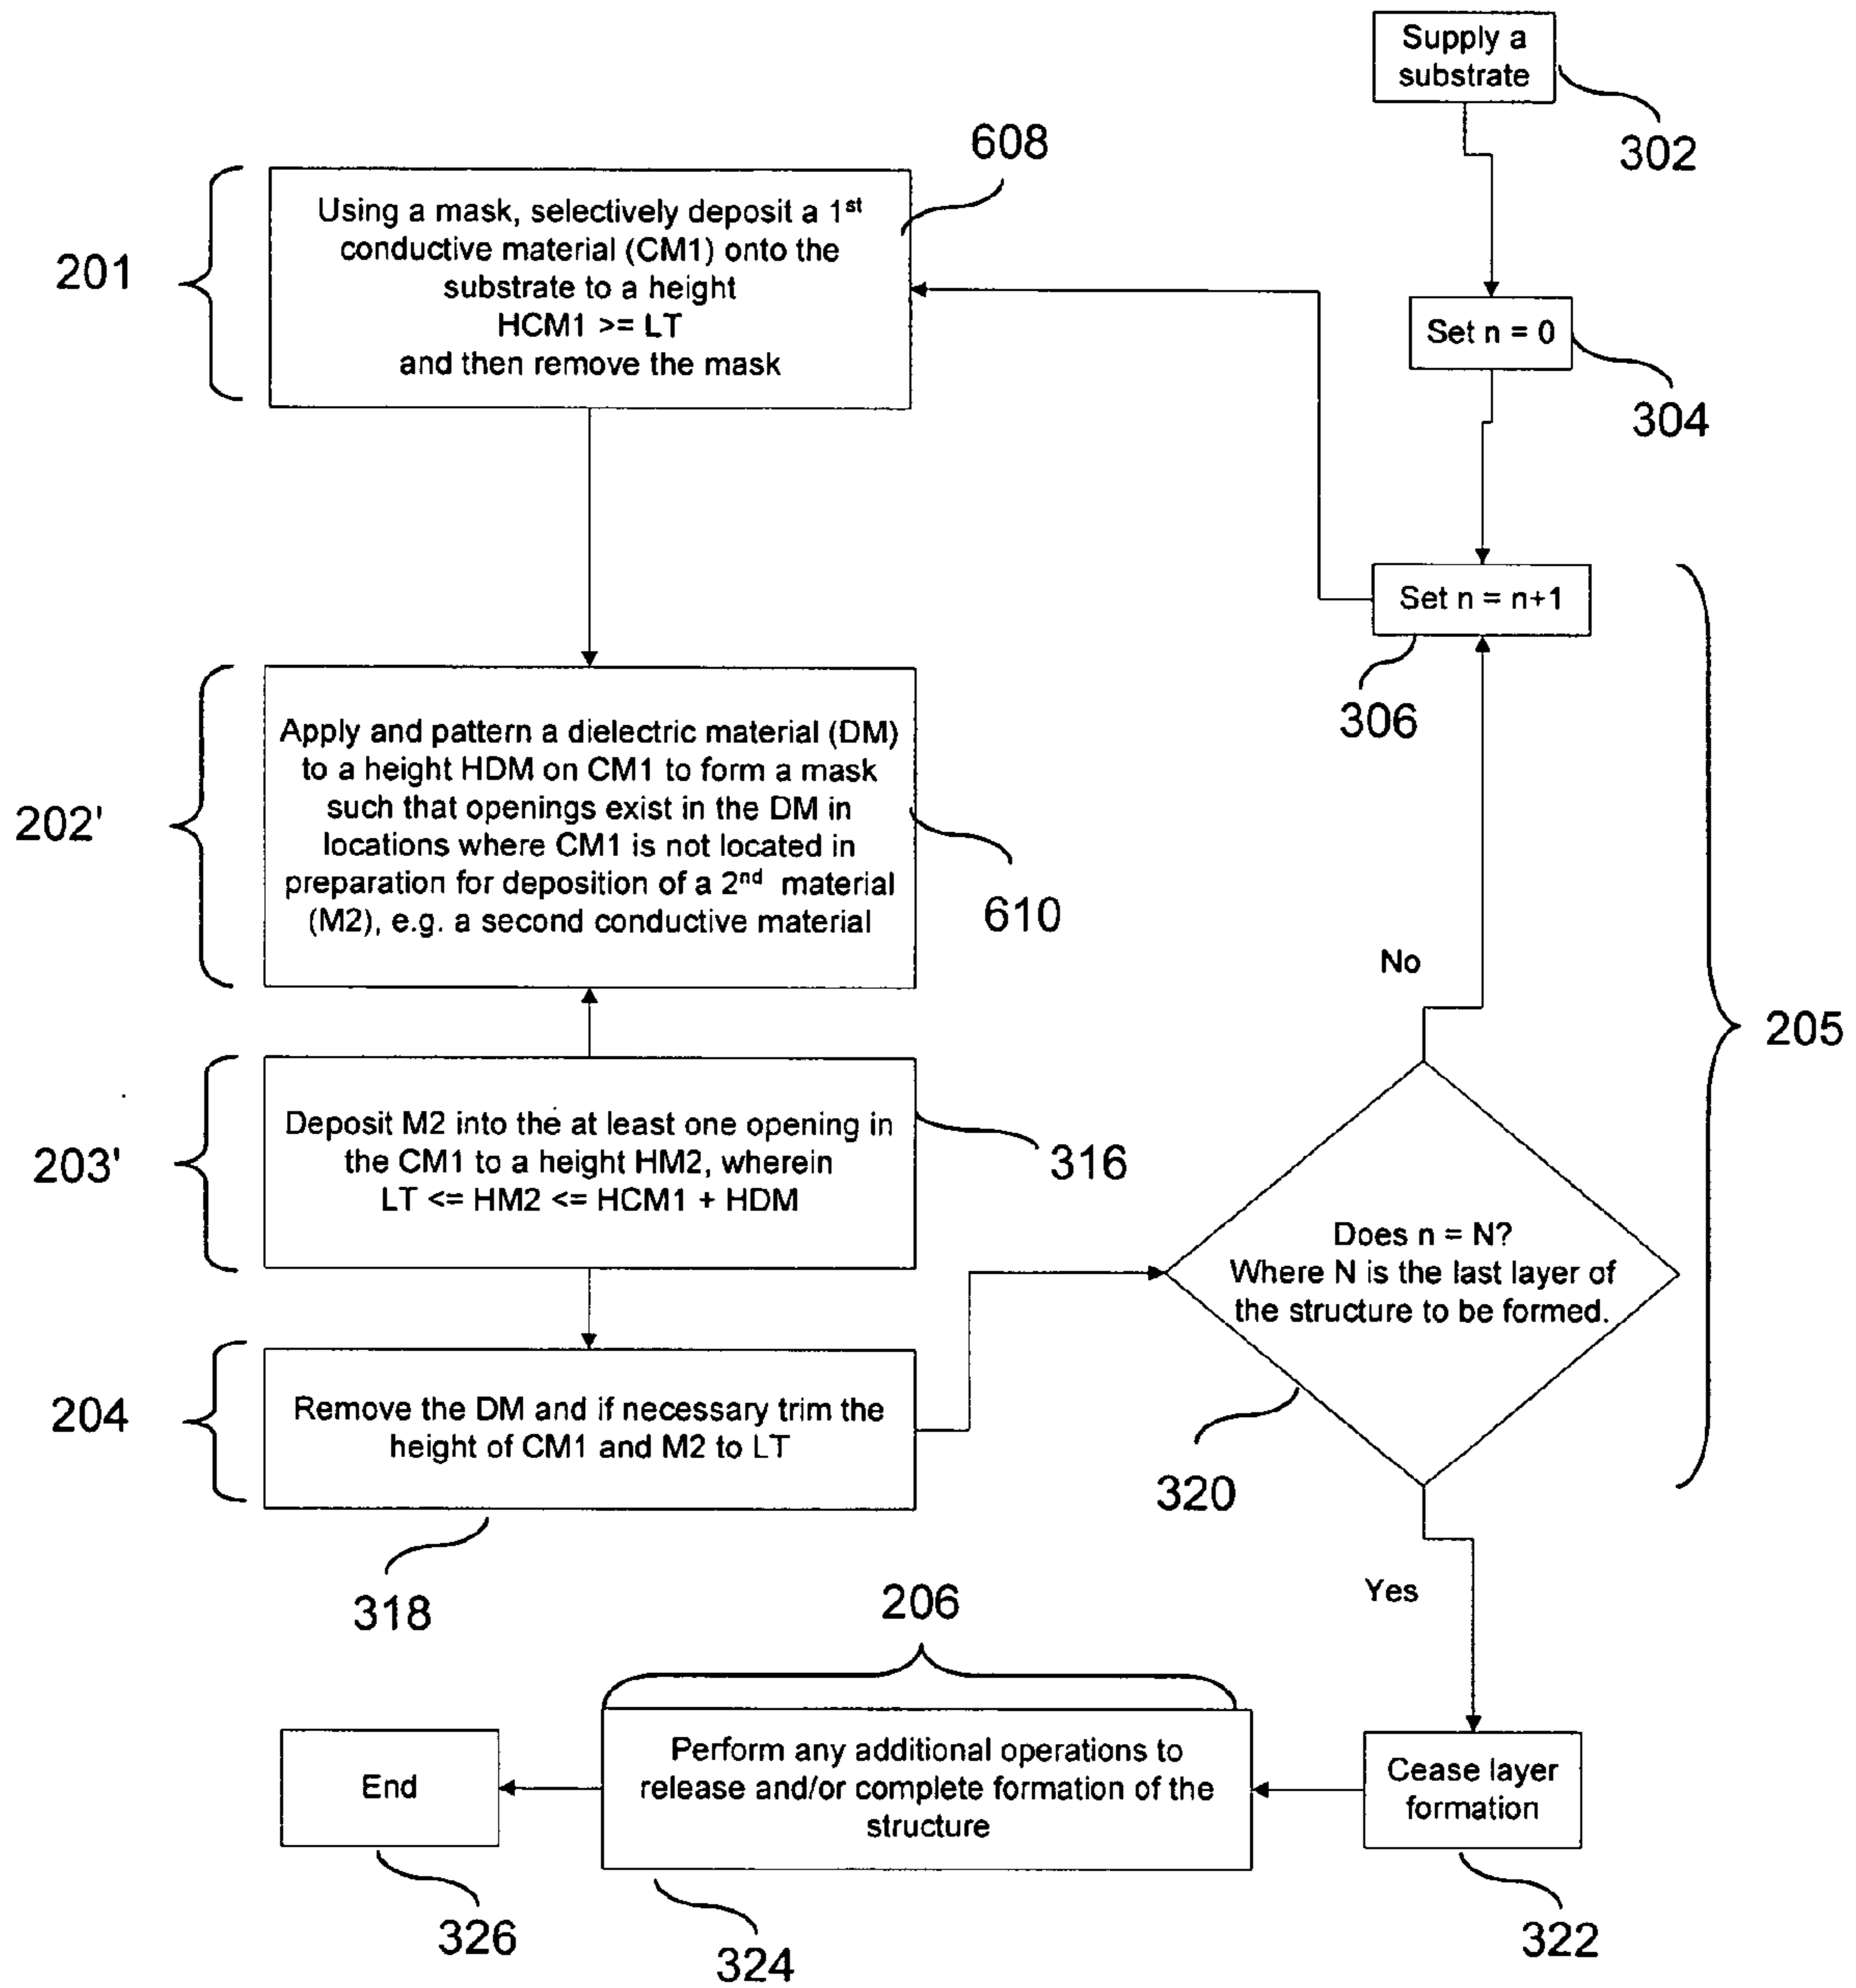 Supply a
substrate
302
Set n = 0
304
Set n = n+1
306
205
201
608
Using a mask, selectively deposit a 1st
conductive material (CM1) onto the
substrate to a height
HCM1 >= LT
and then remove the mask
202'
Apply and pattern a dielectric material (DM)
to a height HDM on CM1 to form a mask
such that openings exist in the DM in
locations where CM1 is not located in
preparation for deposition of a 2nd material
(M2), e.g. a second conductive material
610
203'
Deposit M2 into the at least one opening in
the CM1 to a height HM2, wherein
LT <= HM2 <= HCM1 + HDM
316
204
Remove the DM and if necessary trim the
height of CM1 and M2 to LT
318
No
Does n = N?
Where N is the last layer of
the structure to be formed.
320
Yes
Cease layer
formation
322
206
Perform any additional operations to
release and/or complete formation of the
structure
324
End
326